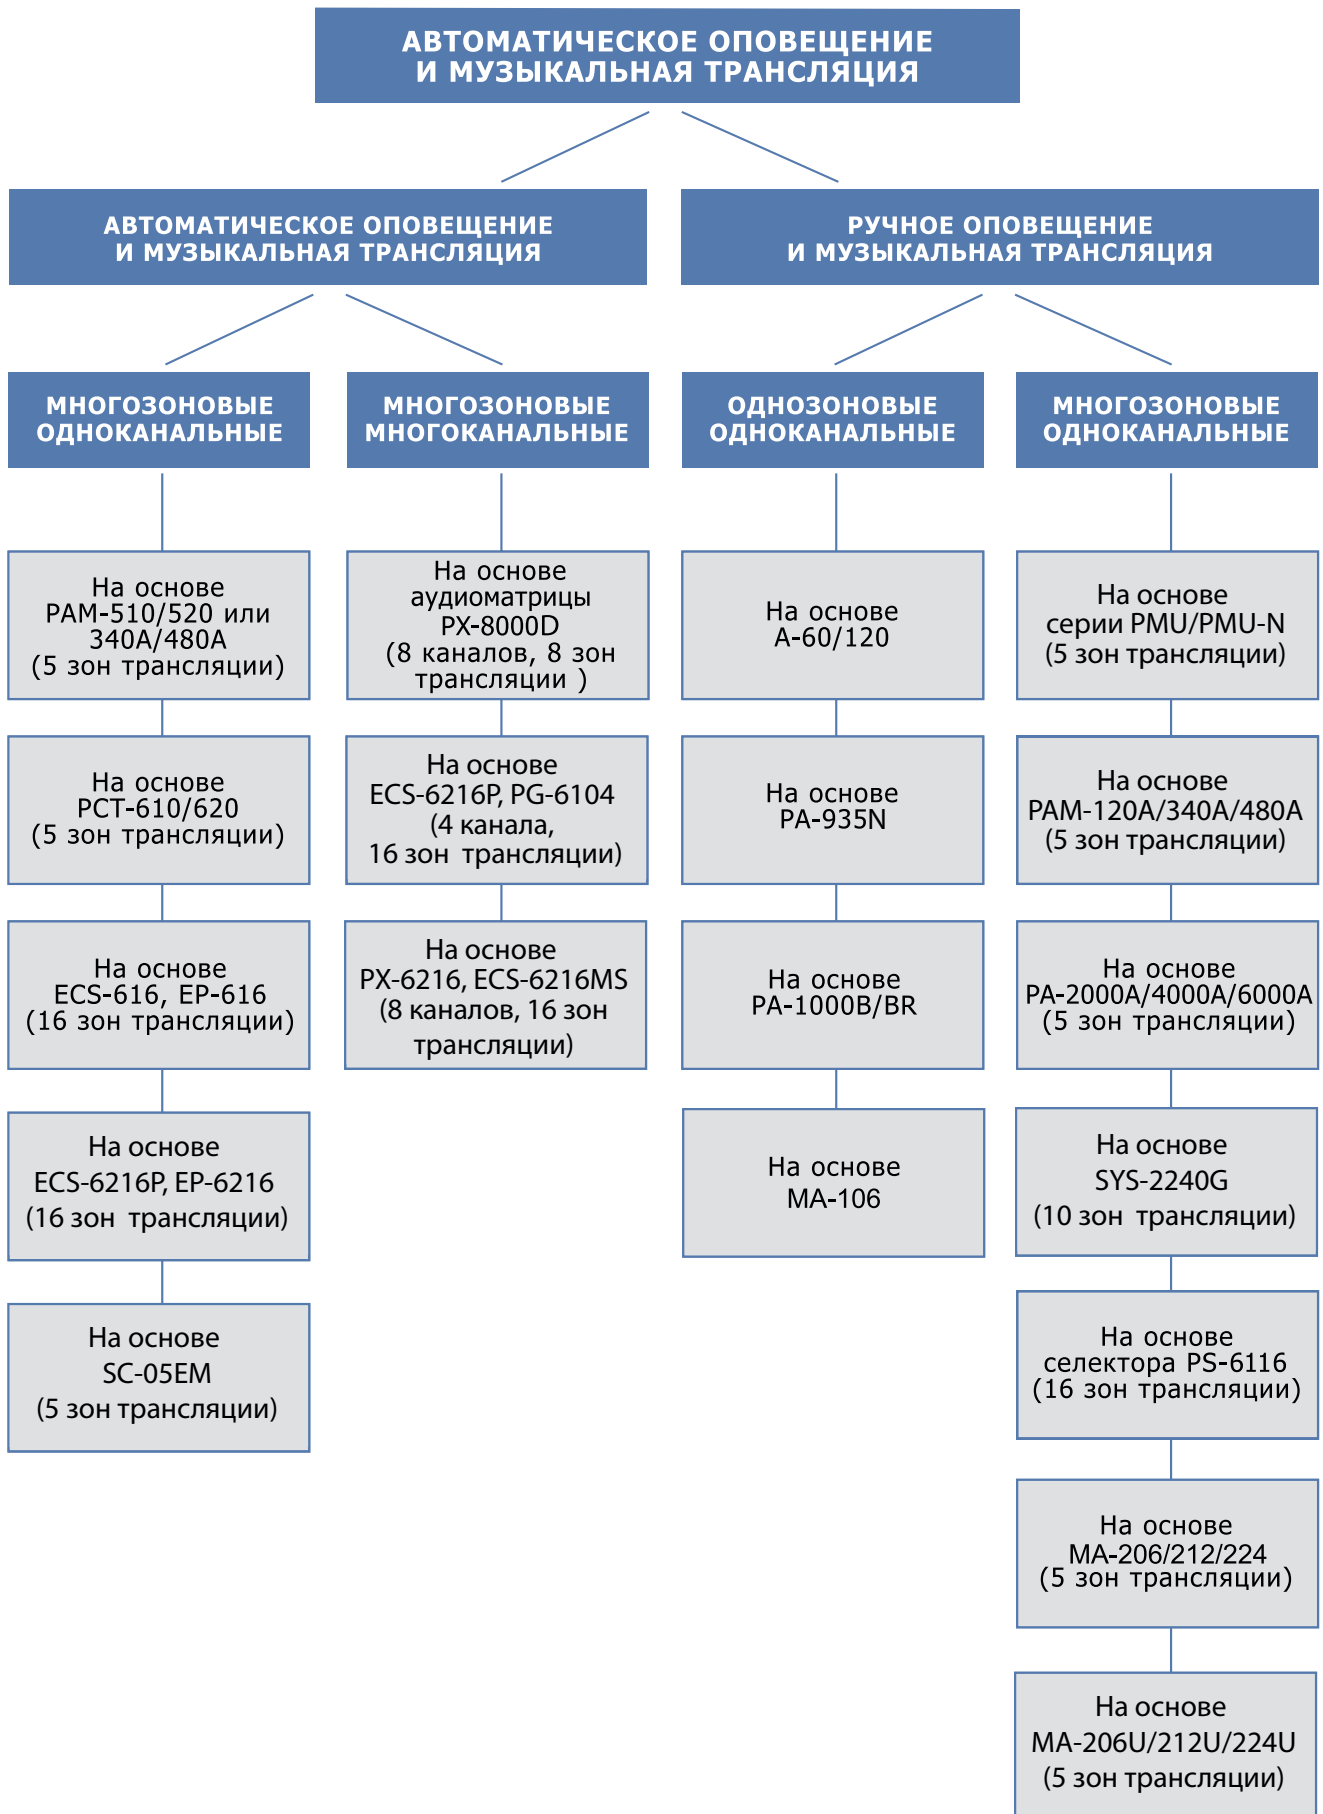 АВТОМАТИЧЕСКОЕ ОПОВЕЩЕНИЕ
И МУЗЫКАЛЬНАЯ ТРАНСЛЯЦИЯ
АВТОМАТИЧЕСКОЕ ОПОВЕЩЕНИЕ
И МУЗЫКАЛЬНАЯ ТРАНСЛЯЦИЯ
РУЧНОЕ ОПОВЕЩЕНИЕ
И МУЗЫКАЛЬНАЯ ТРАНСЛЯЦИЯ
МНОГОЗОНОВЫЕ
ОДНОКАНАЛЬНЫЕ
МНОГОЗОНОВЫЕ
МНОГОКАНАЛЬНЫЕ
ОДНОЗОНОВЫЕ
ОДНОКАНАЛЬНЫЕ
МНОГОЗОНОВЫЕ
ОДНОКАНАЛЬНЫЕ
На основе
PAM-510/520 или
340A/480A
(5 зон трансляции)
На основе
PCT-610/620
(5 зон трансляции)
На основе
ECS-616, EP-616
(16 зон трансляции)
На основе
ECS-6216P, EP-6216
(16 зон трансляции)
На основе
SC-05EM
(5 зон трансляции)
На основе
аудиоматрицы
PX-8000D
(8 каналов, 8 зон
трансляции )
На основе
ECS-6216P, PG-6104
(4 канала,
16 зон трансляции)
На основе
PX-6216, ECS-6216MS
(8 каналов, 16 зон
трансляции)
На основе
A-60/120
На основе
PA-935N
На основе
PA-1000B/BR
На основе
MA-106
На основе
серии PMU/PMU-N
(5 зон трансляции)
На основе
PAM-120A/340A/480A
(5 зон трансляции)
На основе
PA-2000A/4000A/6000A
(5 зон трансляции)
На основе
SYS-2240G
(10 зон трансляции)
На основе
селектора PS-6116
(16 зон трансляции)
На основе
MA-206/212/224
(5 зон трансляции)
На основе
MA-206U/212U/224U
(5 зон трансляции)